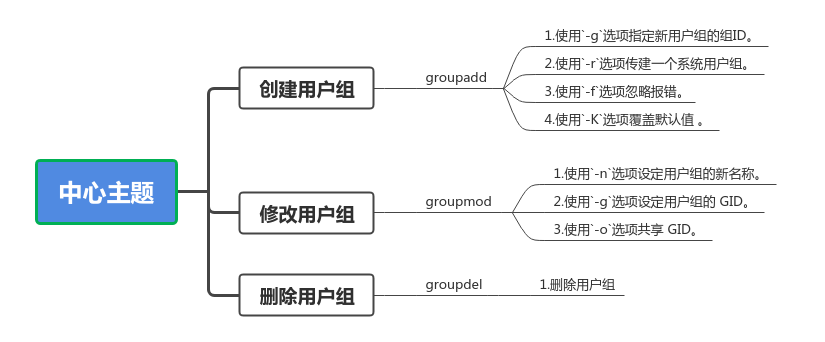 中心主题
创建用户组
groupadd
1.使用`-g`选项指定新用户组的组ID。
2.使用`-r`选项传建一个系统用户组。
3.使用`-f`选项忽略报错。
4.使用`-K`选项覆盖默认值 。
修改用户组
groupmod
1.使用`-n`选项设定用户组的新名称。
2.使用`-g`选项设定用户组的 GID。
3.使用`-o`选项共享 GID。
删除用户组
groupdel
1.删除用户组